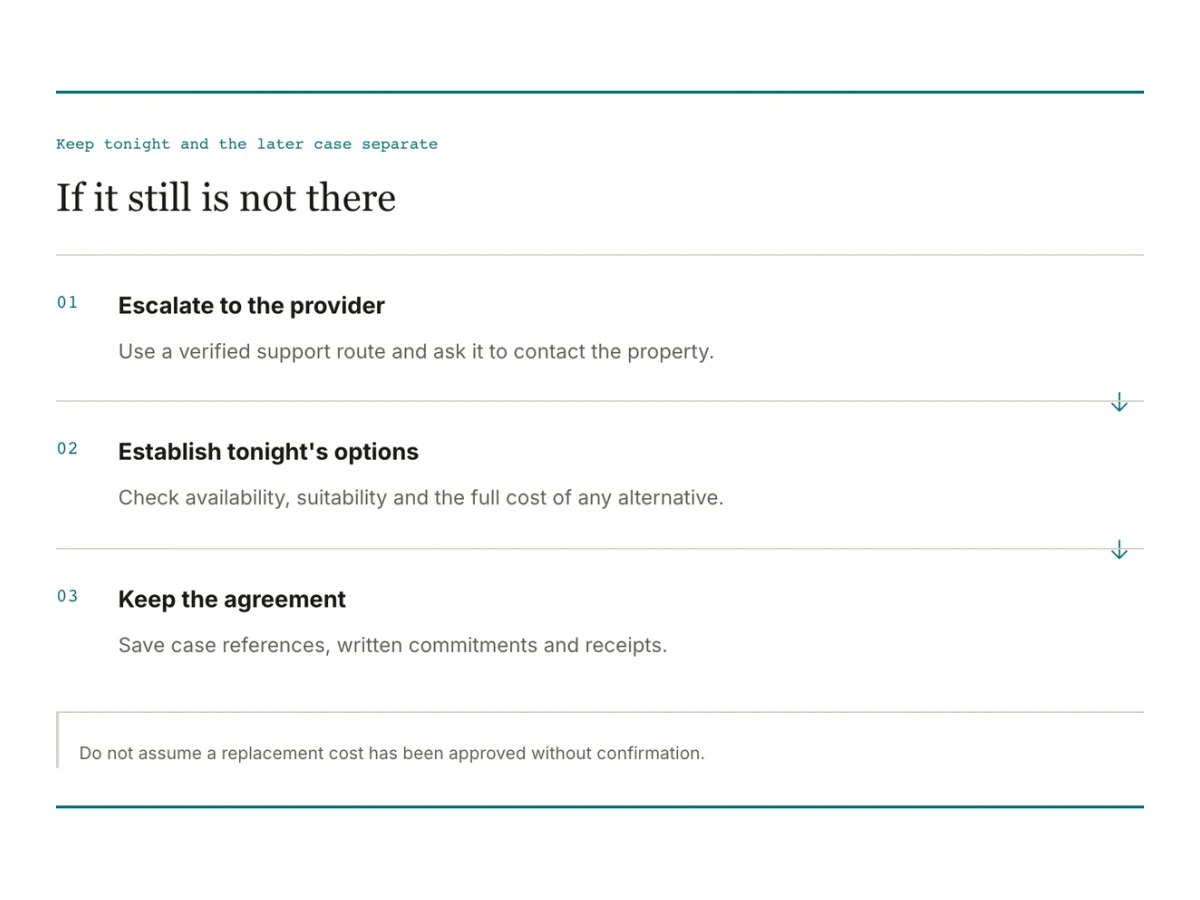 Keep tonight and the later case separate
If it still is not there
01
Escalate to the provider
Use a verified support route and ask it to contact the property.
02
Establish tonight's options
Check availability, suitability and the full cost of any alternative.
03
Keep the agreement
Save case references, written commitments and receipts.
Do not assume a replacement cost has been approved without confirmation.